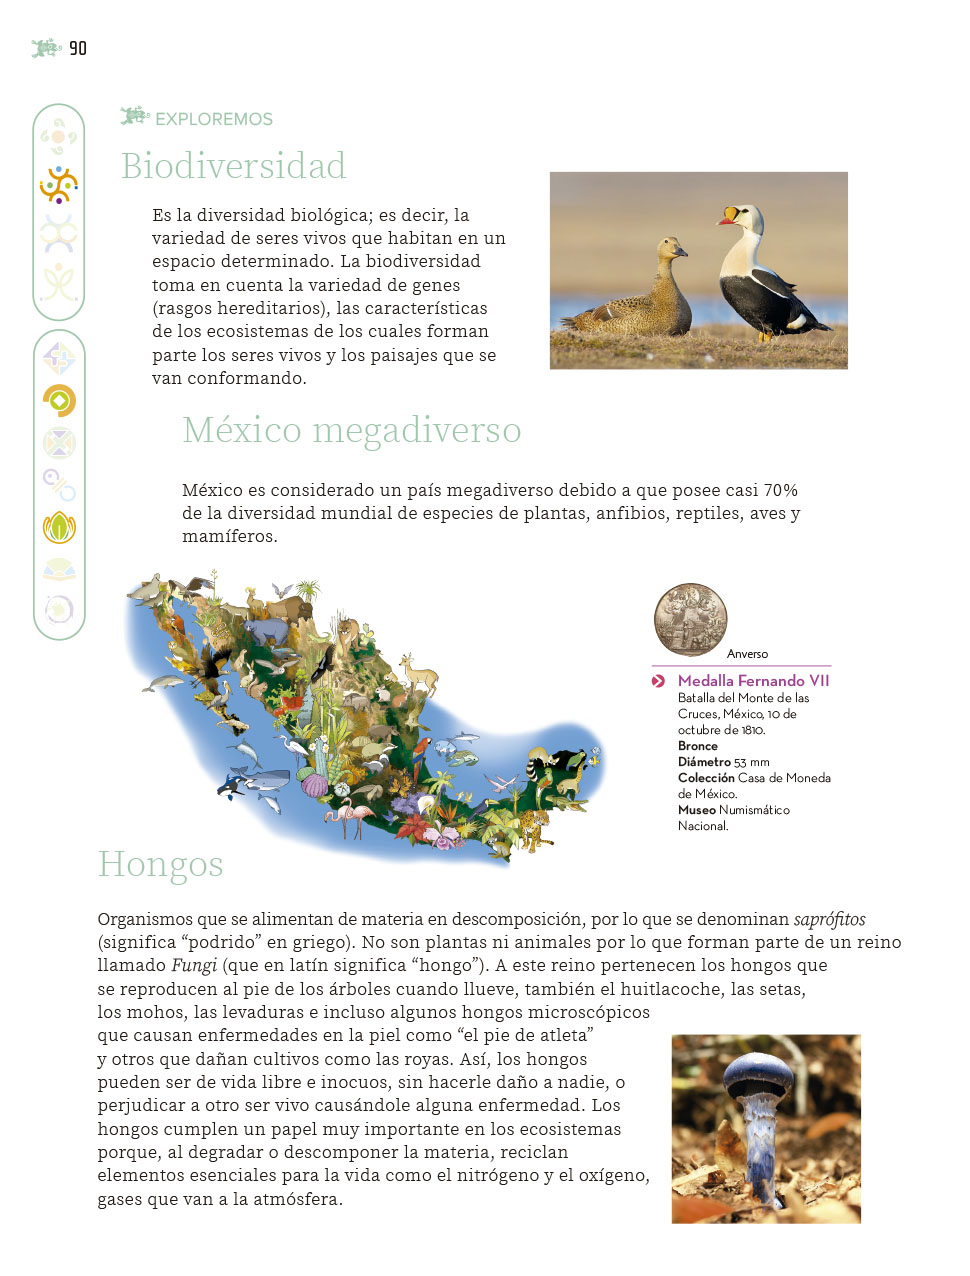 90
EXPLOREMOS
Biodiversidad
Es la diversidad biológica; es decir, la
variedad de seres vivos que habitan en un
espacio determinado. La biodiversidad
toma en cuenta la variedad de genes
(rasgos hereditarios), las características
de los ecosistemas de los cuales forman
parte los seres vivos y los paisajes que se
van conformando.
México megadiverso
México es considerado un país megadiverso debido a que posee casi 70%
de la diversidad mundial de especies de plantas, anfibios, reptiles, aves y
mamíferos.
Anverso
Medalla Fernando VII
Batalla del Monte de las
Cruces, México, 10 de
octubre de 1810.
Bronce
Diámetro 53 mm
Colección Casa de Moneda
de México.
Museo Numismático
Nacional.
Hongos
Organismos que se alimentan de materia en descomposición, por lo que se denominan saprófitos
(significa “podrido” en griego). No son plantas ni animales por lo que forman parte de un reino
llamado Fungi (que en latín significa “hongo”). A este reino pertenecen los hongos que
se reproducen al pie de los árboles cuando llueve, también el huitlacoche, las setas,
los mohos, las levaduras e incluso algunos hongos microscópicos
que causan enfermedades en la piel como “el pie de atleta”
y otros que dañan cultivos como las royas. Así, los hongos
pueden ser de vida libre e inocuos, sin hacerle daño a nadie, o
perjudicar a otro ser vivo causándole alguna enfermedad. Los
hongos cumplen un papel muy importante en los ecosistemas
porque, al degradar o descomponer la materia, reciclan
elementos esenciales para la vida como el nitrógeno y el oxígeno,
gases que van a la atmósfera.